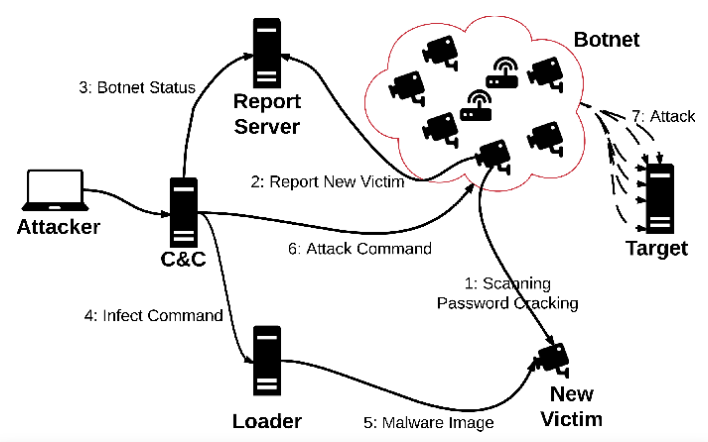 Botnet
3: Botnet Status
Report
Server
7: Attack
2: Report New Victim
Attacker
C&C
6: Attack Command
Target
1: Scanning
Password Cracking
4: Infect Command
Loader
5: Malware Image
New
Victim